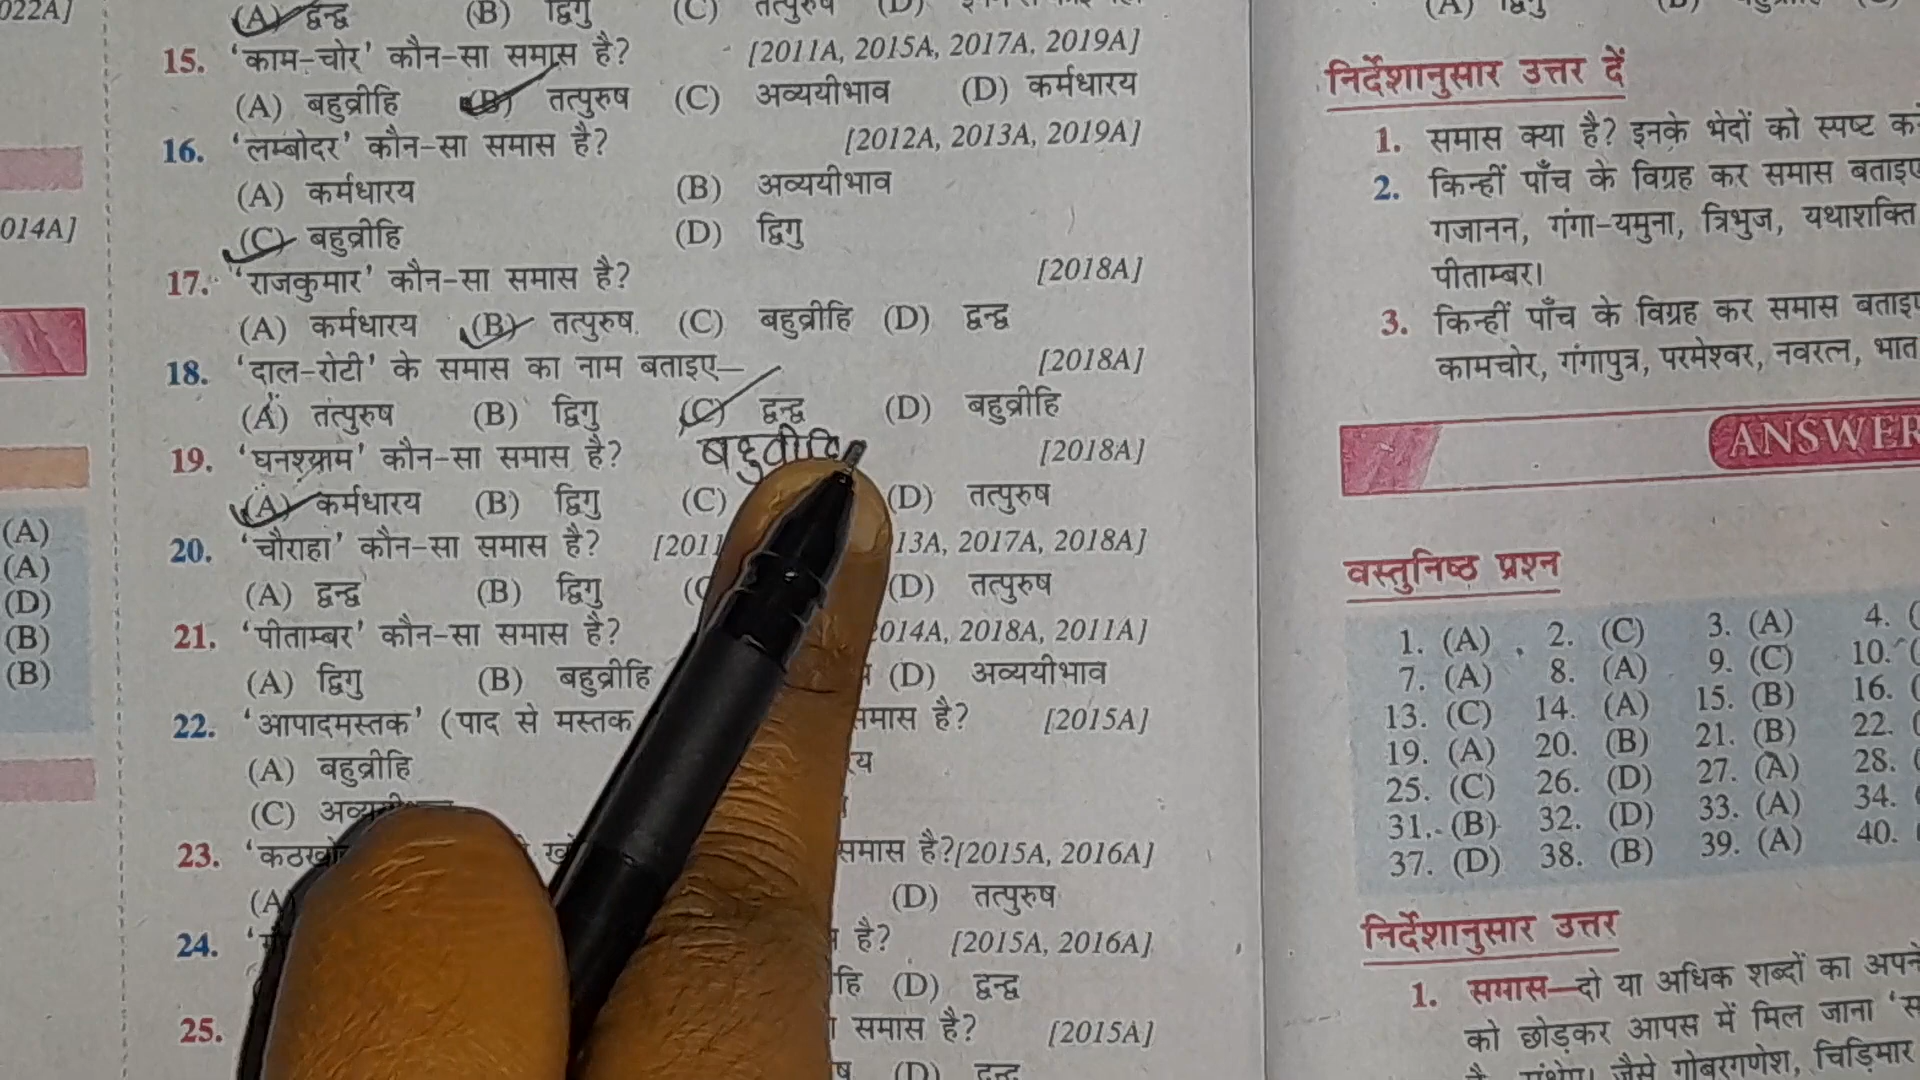 022A]
014A]
(A)
(A)
(D)
(B)
(B)
(A) द्वन्द्व (B) द्विगु (C) तत्पुरुष (D)
15. ‘काम-चोर’ कौन-सा समास है? [2011A, 2015A, 2017A, 2019A]
(A) बहुव्रीहि (B) तत्पुरुष (C) अव्ययीभाव (D) कर्मधारय
16. ‘लम्बोदर’ कौन-सा समास है? [2012A, 2013A, 2019A]
(A) कर्मधारय (B) अव्ययीभाव
(C) बहुव्रीहि (D) द्विगु
17. ‘राजकुमार’ कौन-सा समास है? [2018A]
(A) कर्मधारय (B) तत्पुरुष (C) बहुव्रीहि (D) द्वन्द्व
18. ‘दाल-रोटी’ के समास का नाम बताइए— [2018A]
(A) तत्पुरुष (B) द्विगु (C) द्वन्द्व (D) बहुव्रीहि
19. ‘घनश्याम’ कौन-सा समास है? [2018A]
(A) कर्मधारय (B) द्विगु (C) (D) तत्पुरुष
20. ‘चौराहा’ कौन-सा समास है? [2011 13A, 2017A, 2018A]
(A) द्वन्द्व (B) द्विगु (D) तत्पुरुष
21. ‘पीताम्बर’ कौन-सा समास है? 2014A, 2018A, 2011A]
(A) द्विगु (B) बहुव्रीहि (D) अव्ययीभाव
22. ‘आपादमस्तक’ (पाद से मस्तक समास है? [2015A]
(A) बहुव्रीहि
(C)
23. समास है? [2015A, 2016A]
(D) तत्पुरुष
24. है? [2015A, 2016A]
(D) द्वन्द्व
25. समास है? [2015A]
(D) द्वन्द्व
(A) द्विगु (B) बहुव्रीहि
निर्देशानुसार उत्तर दें
1. समास क्या है? इनके भेदों को स्पष्ट
2. किन्हीं पाँच के विग्रह कर समास बताइए
गजानन, गंगा-यमुना, त्रिभुज, यथाशक्ति
पीताम्बर।
3. किन्हीं पाँच के विग्रह कर समास बताइए
कामचोर, गंगापुत्र, परमेश्वर, नवरत्न, भात
ANSWER
वस्तुनिष्ठ प्रश्न
1. (A) 2. (C) 3. (A) 4.
7. (A) 8. (A) 9. (C) 10.
13. (C) 14. (A) 15. (B) 16.
19. (A) 20. (B) 21. (B) 22.
25. (C) 26. (D) 27. (A) 28.
31. (B) 32. (D) 33. (A) 34.
37. (D) 38. (B) 39. (A) 40.
निर्देशानुसार उत्तर
1. समास—दो या अधिक शब्दों का अपने
को छोड़कर आपस में मिल जाना
जैसे गोबरगणेश, चिड़िमार